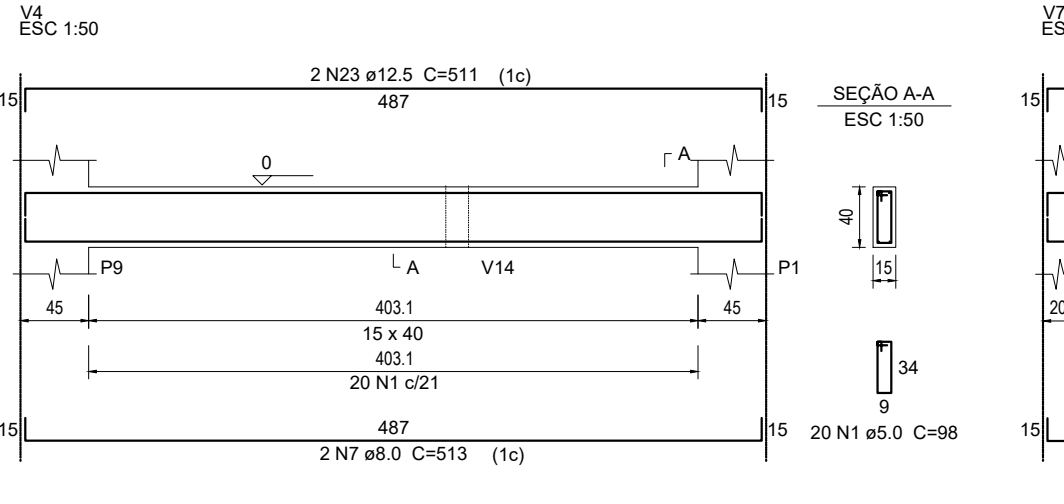 V4
ESC 1:50
2 N23 ø12.5 C=511 (1c)
15
487
15
SEÇÃO A-A
ESC 1:50
0
A
40
15
P9
A
V14
P1
45
403.1
45
15 x 40
403.1
20 N1 c/21
34
9
20 N1 ø5.0 C=98
15
487
15
2 N7 ø8.0 C=513 (1c)
V7
ES
15
20
15